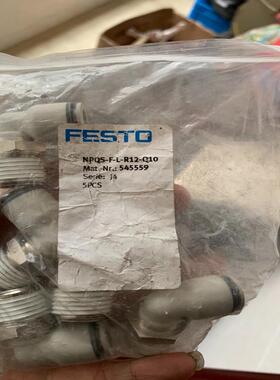 FESTO
NPQS-F-L-R12-Q10
Mat.-Nr.: 545559
Serie: J4
5PCS